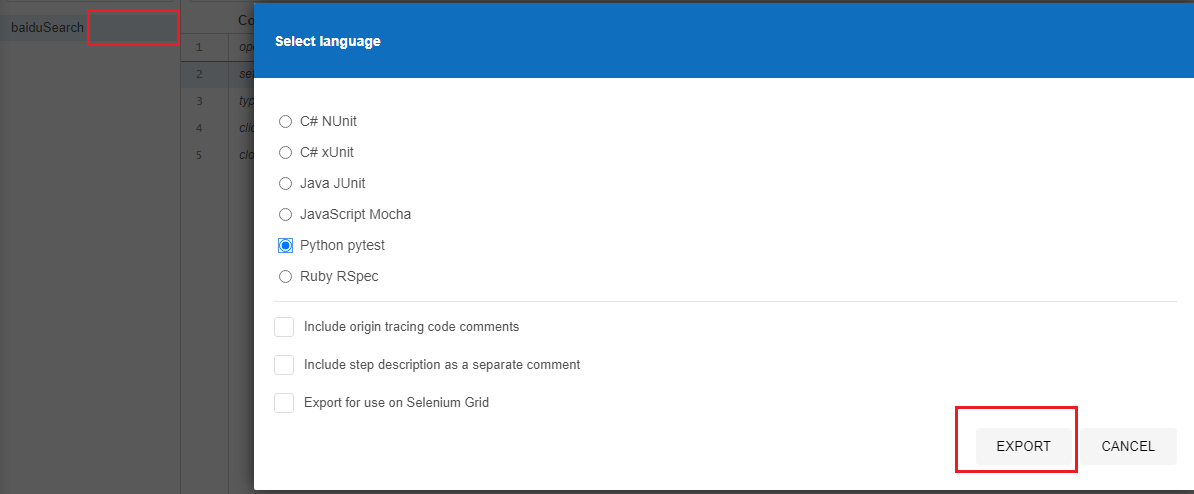 baiduSearch
Co
1 ope
2 set
3 typ
4 clic
5 clo
Select language
C# NUnit
C# xUnit
Java JUnit
JavaScript Mocha
Python pytest
Ruby RSpec
Include origin tracing code comments
Include step description as a separate comment
Export for use on Selenium Grid
EXPORT CANCEL